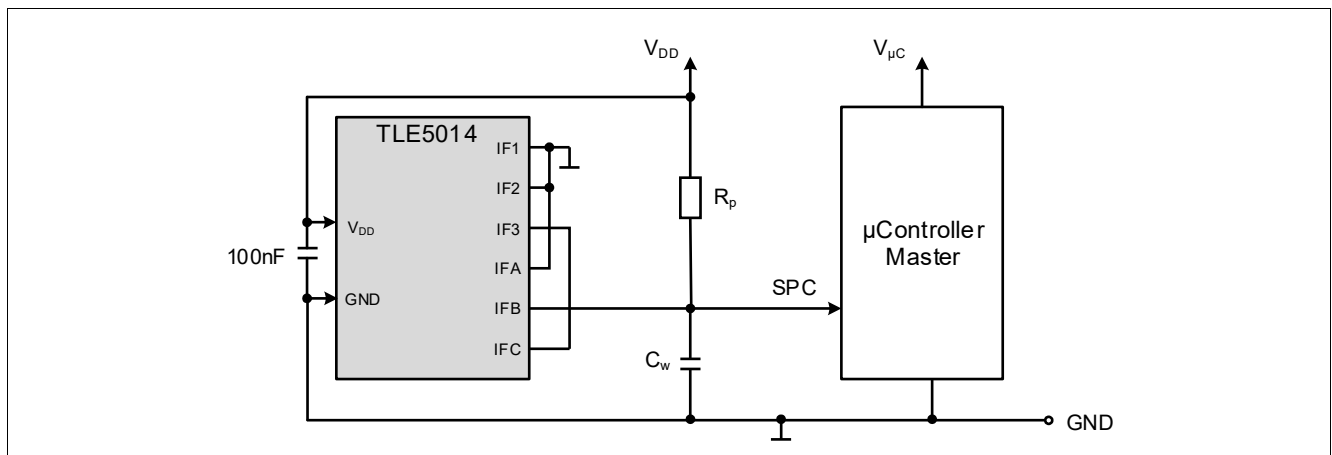 V_DD
V_µC
TLE5014
IF1
IF2
R_p
IF3
V_DD
µController
Master
100nF
IFA
SPC
GND
IFB
IFC
C_w
GND